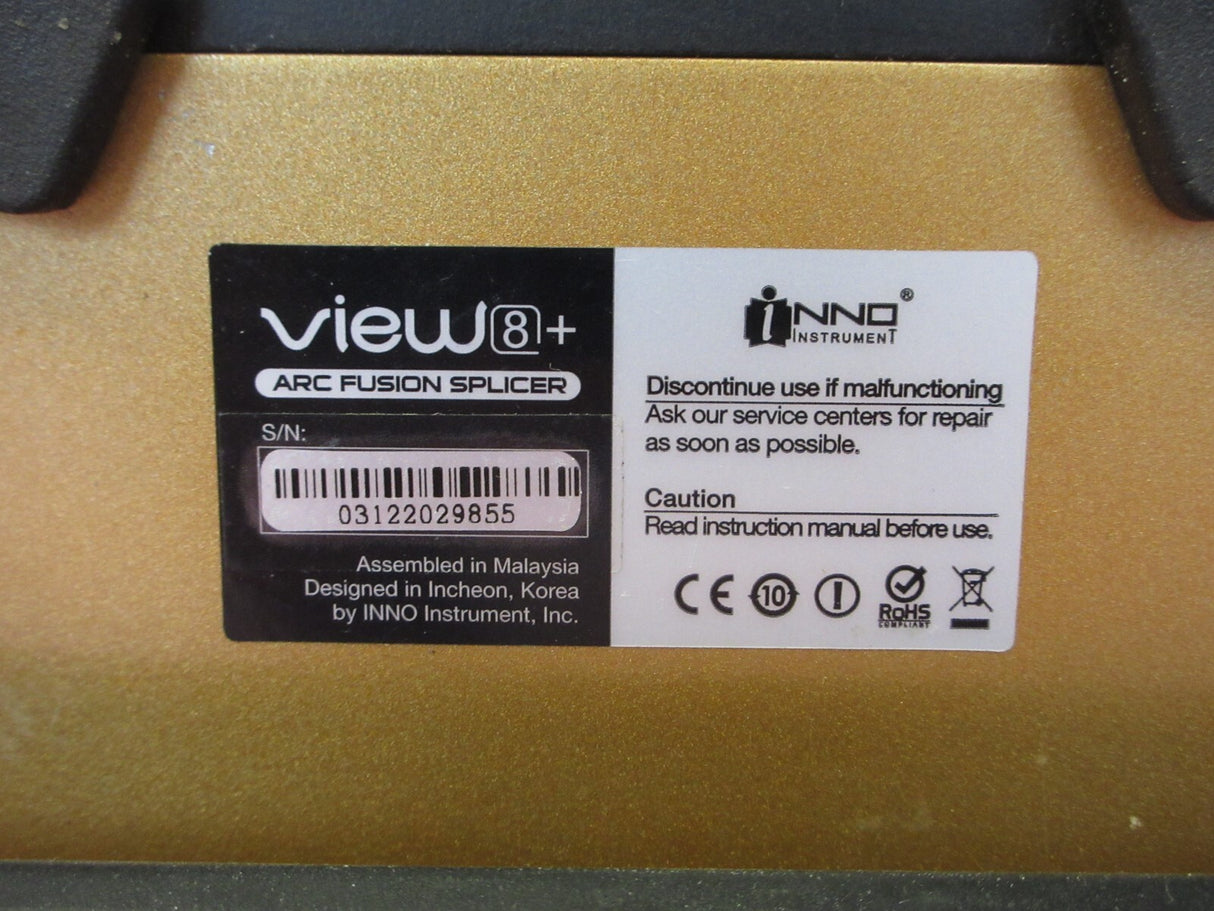 view8+
ARC FUSION SPLICER
S/N:
03122029855
Assembled in Malaysia
Designed in Incheon, Korea
by INNO Instrument, Inc.
iNNO®
INSTRUMENT
Discontinue use if malfunctioning
Ask our service centers for repair
as soon as possible.
Caution
Read instruction manual before use.
CE 10 RoHS
COMPLIANT